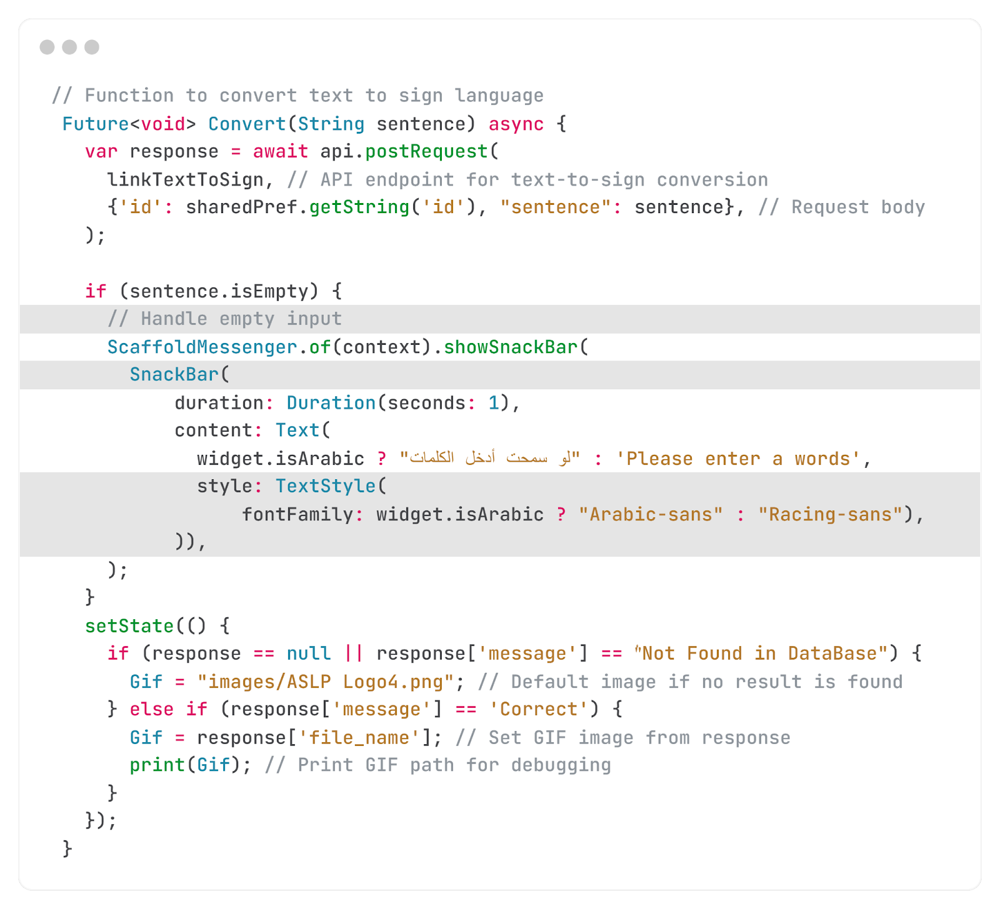 // Function to convert text to sign language
Future<void> Convert(String sentence) async {
var response = await api.postRequest(
linkTextToSign, // API endpoint for text-to-sign conversion
{'id': sharedPref.getString('id'), "sentence": sentence}, // Request body
);
if (sentence.isEmpty) {
// Handle empty input
ScaffoldMessenger.of(context).showSnackBar(
SnackBar(
duration: Duration(seconds: 1),
content: Text(
widget.isArabic ? "لو سمحت أدخل الكلمات" : 'Please enter a words',
style: TextStyle(
fontFamily: widget.isArabic ? "Arabic-sans" : "Racing-sans"),
)),
);
}
setState(() {
if (response == null || response['message'] == "ُNot Found in DataBase") {
Gif = "images/ASLP Logo4.png"; // Default image if no result is found
} else if (response['message'] == 'Correct') {
Gif = response['file_name']; // Set GIF image from response
print(Gif); // Print GIF path for debugging
}
});
}